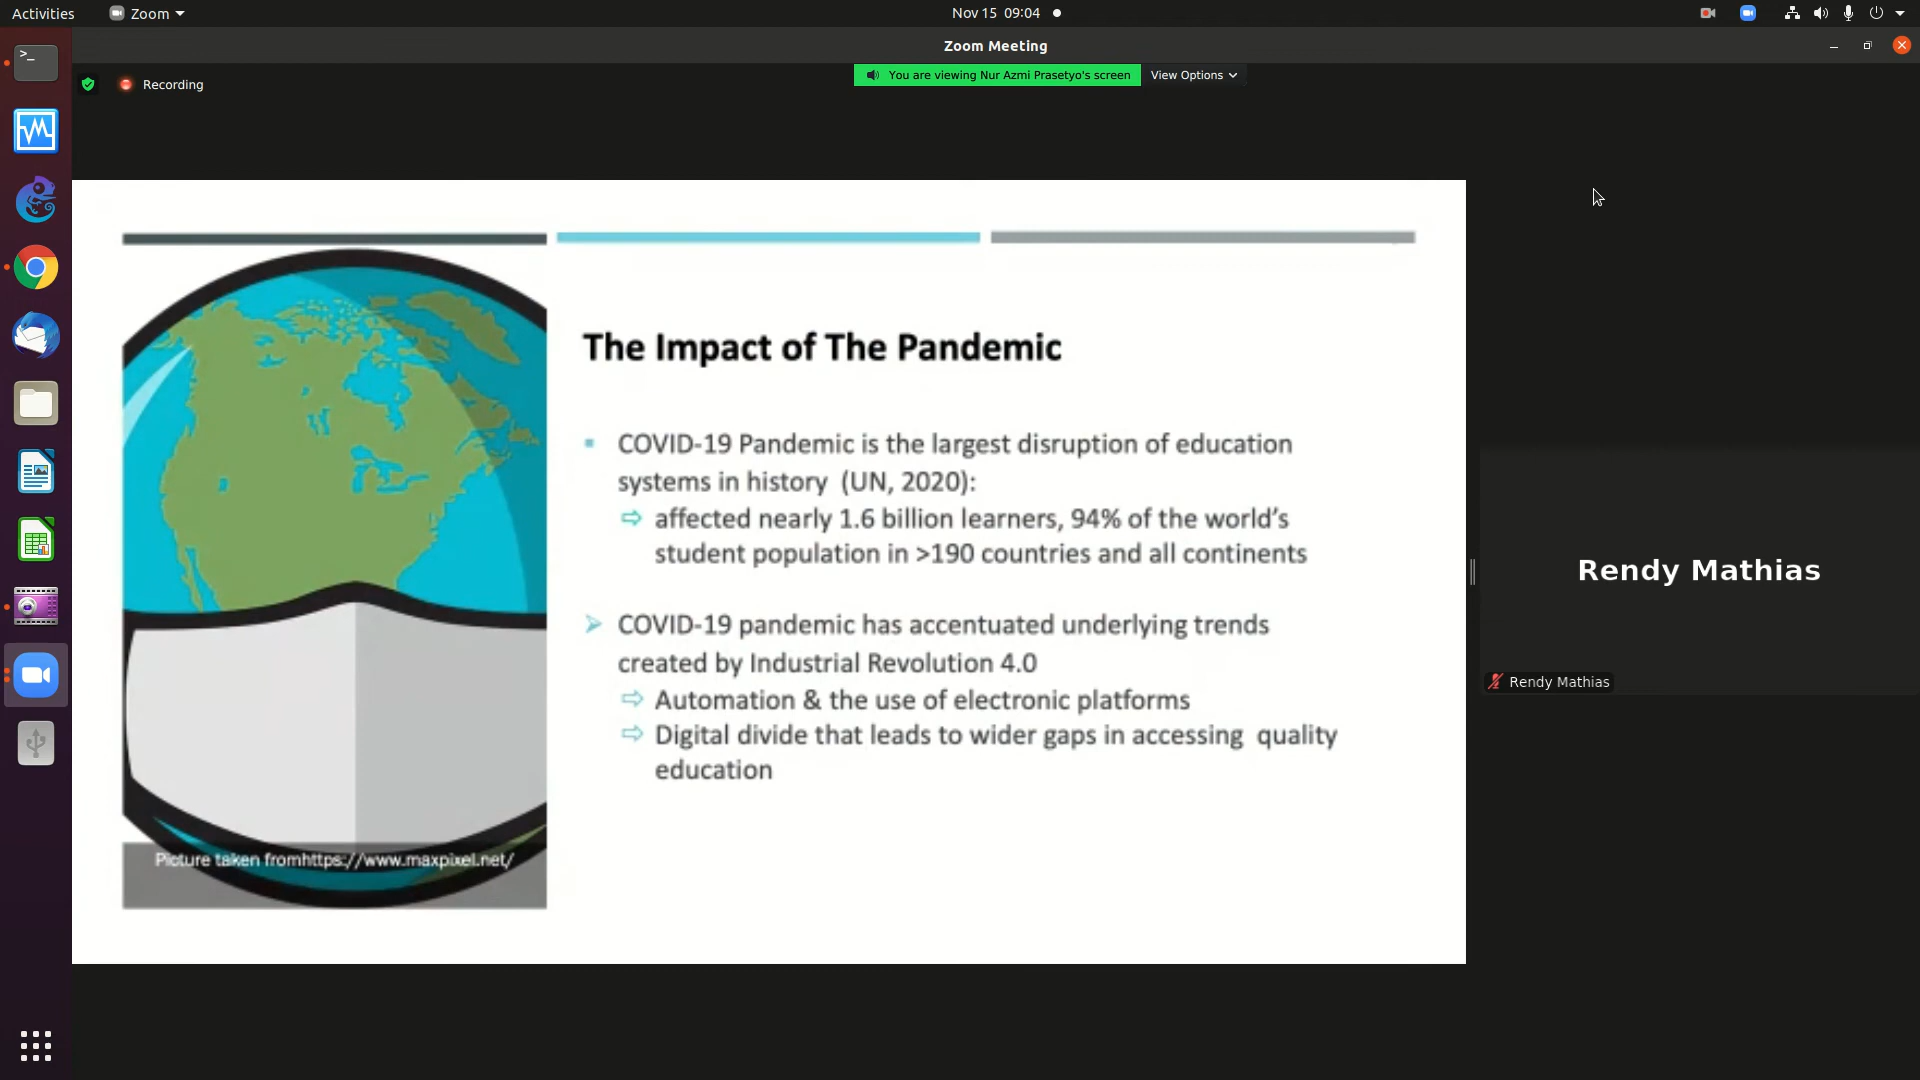 Activities
Zoom
Nov 15 09:04
Zoom Meeting
Recording
You are viewing Nur Azmi Prasetyo's screen
View Options
The Impact of The Pandemic
COVID-19 Pandemic is the largest disruption of education
systems in history (UN, 2020):
affected nearly 1.6 billion learners, 94% of the world's
student population in >190 countries and all continents
COVID-19 pandemic has accentuated underlying trends
created by Industrial Revolution 4.0
Automation & the use of electronic platforms
Digital divide that leads to wider gaps in accessing quality
education
Picture taken fromhttps://www.maxpixel.net/
Rendy Mathias
Rendy Mathias